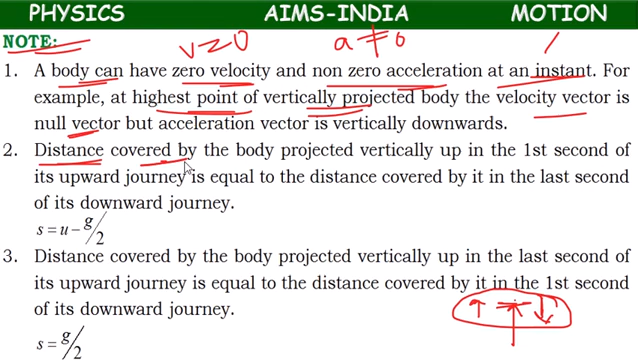 PHYSICS AIMS-INDIA MOTION
NOTE: v=0 a≠0
1. A body can have zero velocity and non zero acceleration at an instant. For
example, at highest point of vertically projected body the velocity vector is
null vector but acceleration vector is vertically downwards.
2. Distance covered by the body projected vertically up in the 1st second of
its upward journey is equal to the distance covered by it in the last second
of its downward journey.
s = u − g/2
3. Distance covered by the body projected vertically up in the last second of
its upward journey is equal to the distance covered by it in the 1st second
of its downward journey.
s = g/2